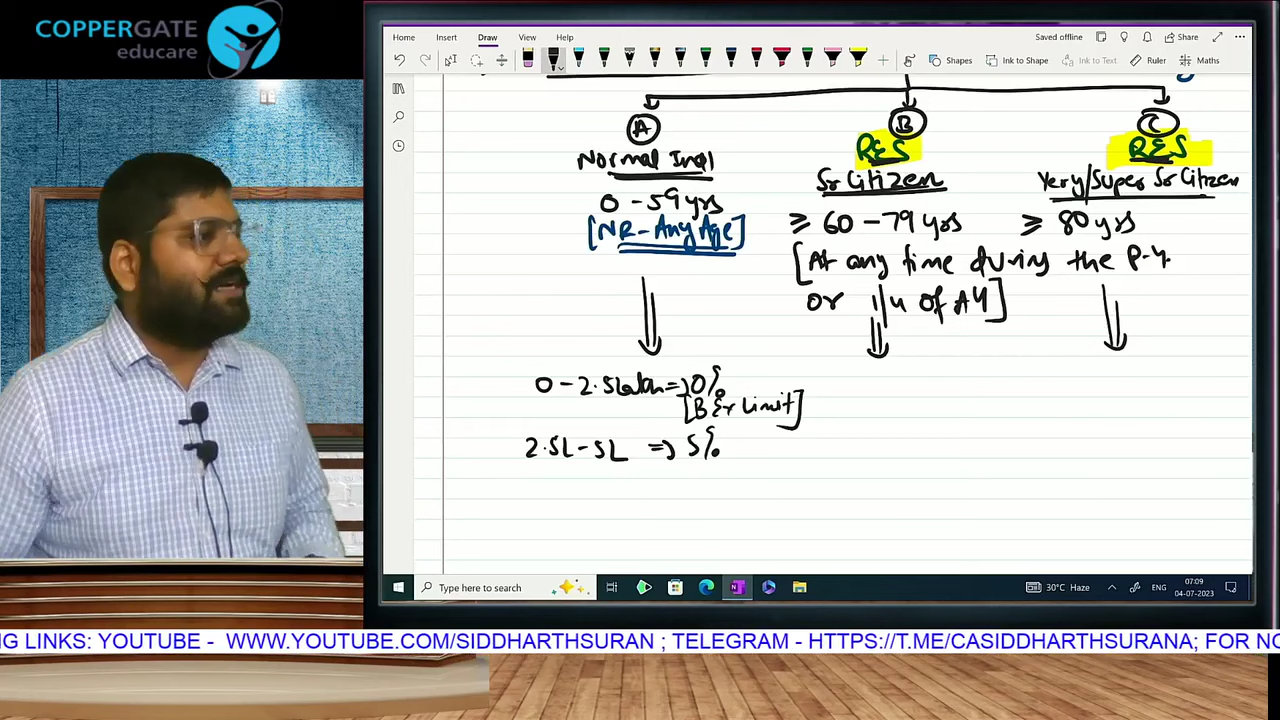 COPPERGATE
educare
Home Insert Draw View Help
Saved offline
Share
Shapes
Ink to Shape
Ink to Text
Ruler
Maths
A
Normal Indl
0 - 59 yrs
[NR - Any Age]
B
RES
Sr Citizen
≥ 60 - 79 yrs
C
RES
Very/Super Sr Citizen
≥ 80 yrs
[At any time during the P.Y.
or 1/4 of AY]
0 - 2.5 => 0%
[B Ex Limit]
2.5L - 5L => 5%
Type here to search
30°C Haze
ENG
07:09
04-07-2023
NG LINKS: YOUTUBE - WWW.YOUTUBE.COM/SIDDHARTHSURAN ; TELEGRAM - HTTPS://T.ME/CASIDDHARTHSURANA; FOR NO